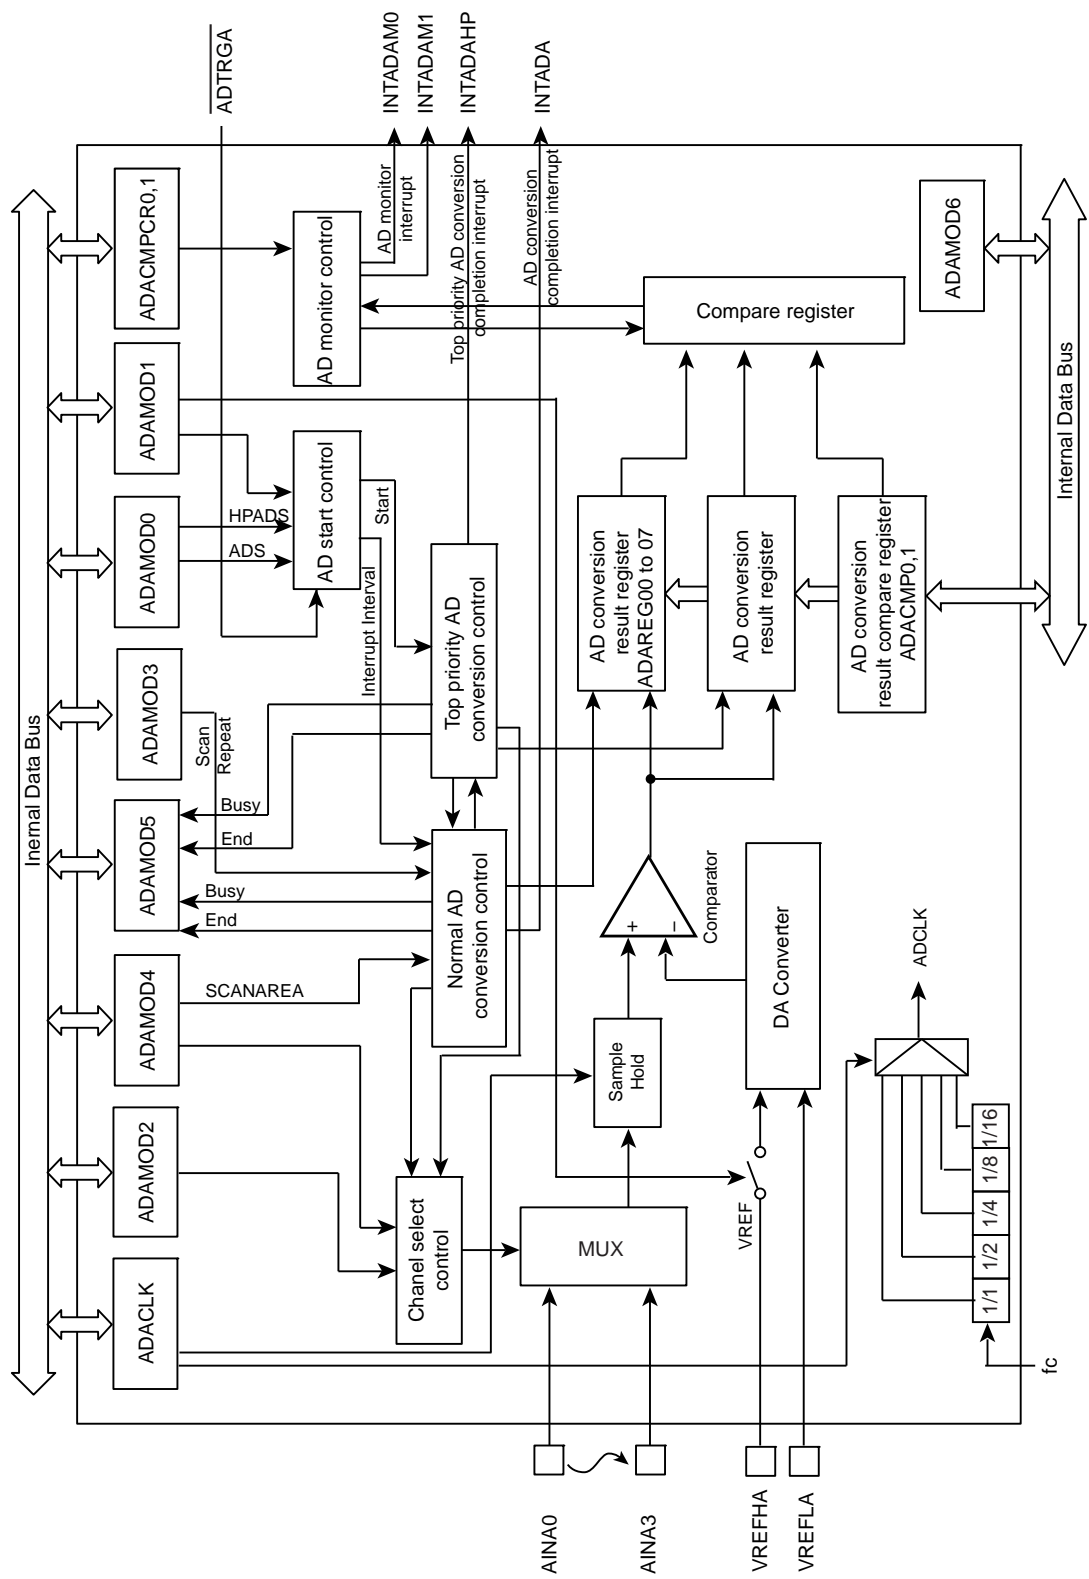 Inernal Data Bus
ADACLK
ADAMOD2
ADAMOD4
ADAMOD5
ADAMOD3
ADAMOD0
ADAMOD1
ADACMPCR0,1
ADTRGA
SCANAREA
End
Busy
End
Busy
Scan
Repeat
ADS
HPADS
AD start control
AD monitor control
AD monitor
interrupt
INTADAM0
INTADAM1
Interrupt Interval
Start
Chanel select
control
Normal AD
conversion control
Top priority AD
conversion control
Top priority AD conversion
completion interrupt
INTADAHP
AD conversion
completion interrupt
INTADA
AINA0
AINA3
MUX
Sample
Hold
+
−
Comparator
AD conversion
result register
ADAREG00 to 07
AD conversion
result register
AD conversion
result compare register
ADACMP0,1
Compare register
VREFHA
VREFLA
VREF
DA Converter
ADCLK
fc
1/1
1/2
1/4
1/8
1/16
ADAMOD6
Internal Data Bus